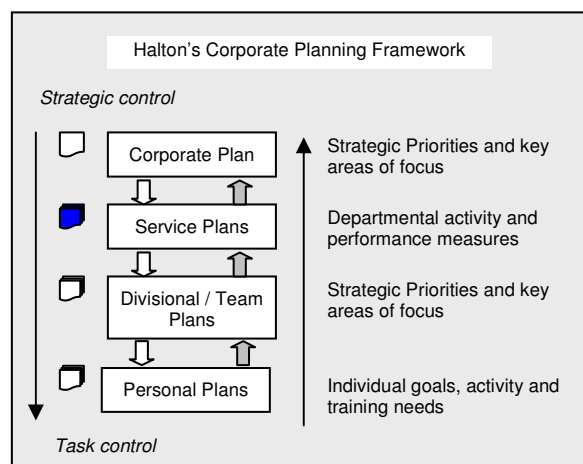 Halton's Corporate Planning Framework
Strategic control
Corporate Plan
Strategic Priorities and key
areas of focus
Service Plans
Departmental activity and
performance measures
Divisional / Team
Plans
Strategic Priorities and key
areas of focus
Personal Plans
Individual goals, activity and
training needs
Task control